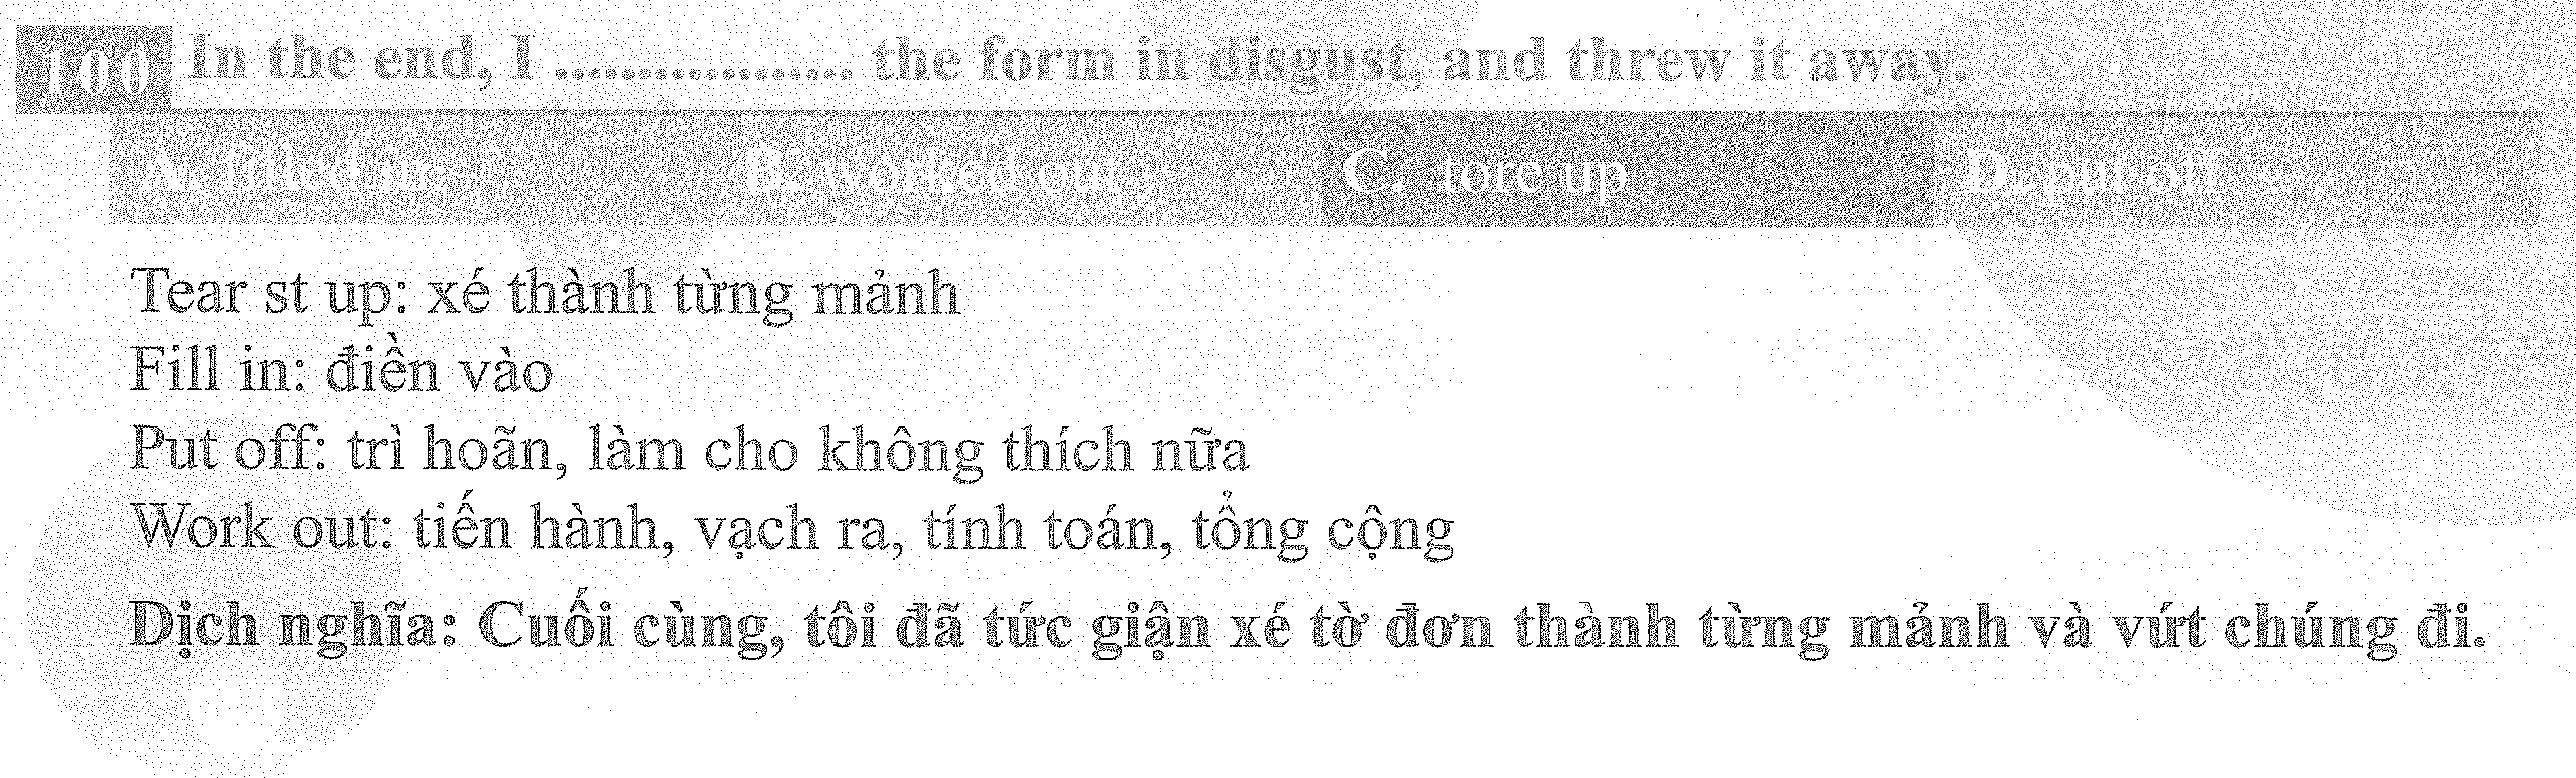 100 In the end, I .................. the form in disgust, and threw it away.
A. filled in. B. worked out C. tore up D. put off
Tear st up: xé thành từng mảnh
Fill in: điền vào
Put off: trì hoãn, làm cho không thích nữa
Work out: tiến hành, vạch ra, tính toán, tổng cộng
Dịch nghĩa: Cuối cùng, tôi đã tức giận xé tờ đơn thành từng mảnh và vứt chúng đi.